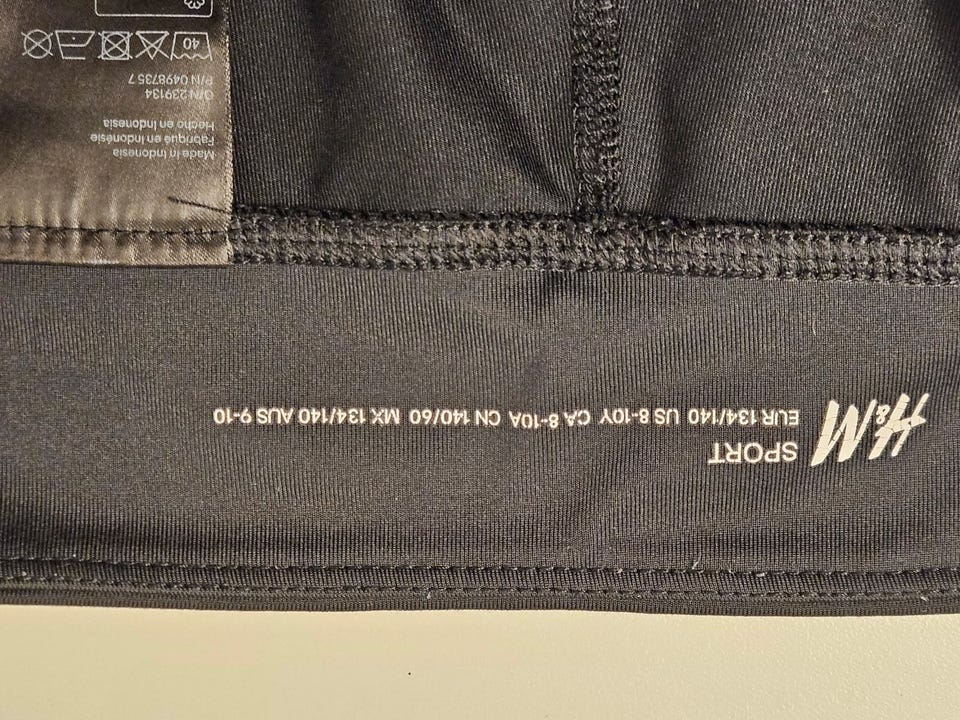 H&M
SPORT
EUR 134/140 US 8-10Y CA 8-10A CN 140/60 MX 134/140 AUS 9-10
Made in Indonesia
Fabriqué en Indonésie
Hecho en Indonesia
O/N 239134
P/N 0498735 7
40